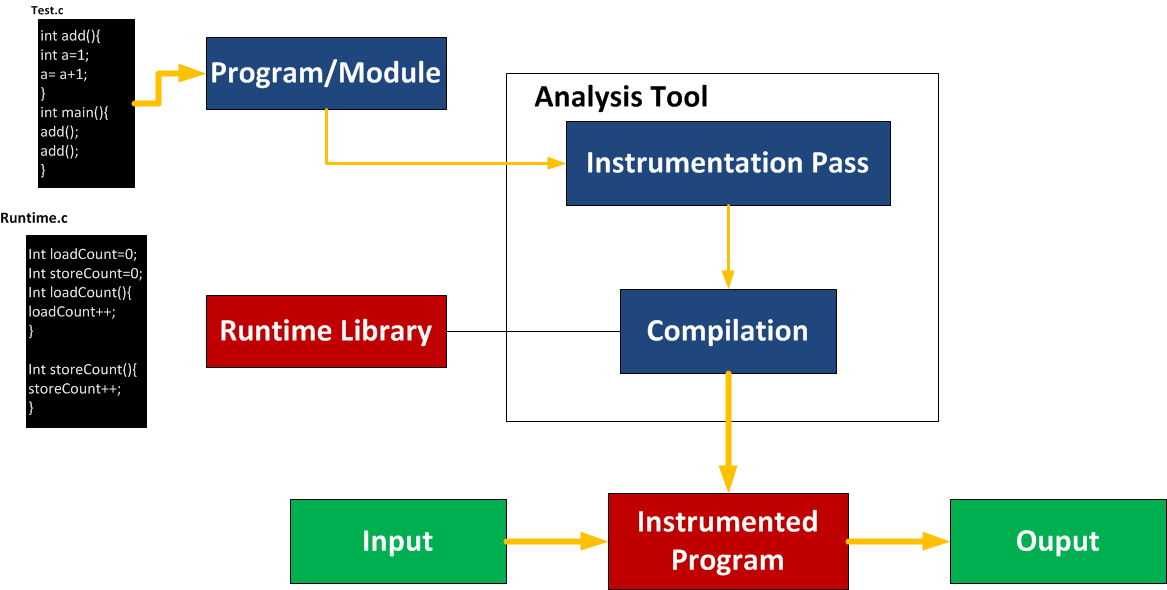 Test.c
int add(){
int a=1;
a= a+1;
}
int main(){
add();
add();
}
Program/Module
Analysis Tool
Instrumentation Pass
Runtime.c
Int loadCount=0;
Int storeCount=0;
Int loadCount(){
loadCount++;
}
Int storeCount(){
storeCount++;
}
Runtime Library
Compilation
Input
Instrumented
Program
Ouput